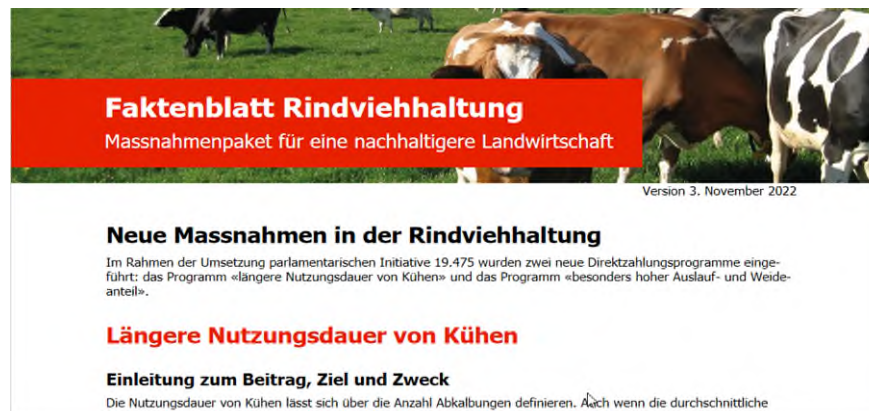 Faktenblatt Rindviehhaltung
Massnahmenpaket für eine nachhaltigere Landwirtschaft
Version 3. November 2022
Neue Massnahmen in der Rindviehhaltung
Im Rahmen der Umsetzung parlamentarischen Initiative 19.475 wurden zwei neue Direktzahlungsprogramme einge-
führt: das Programm «längere Nutzungsdauer von Kühen» und das Programm «besonders hoher Auslauf- und Weide-
anteil».
Längere Nutzungsdauer von Kühen
Einleitung zum Beitrag, Ziel und Zweck
Die Nutzungsdauer von Kühen lässt sich über die Anzahl Abkalbungen definieren. Auch wenn die durchschnittliche